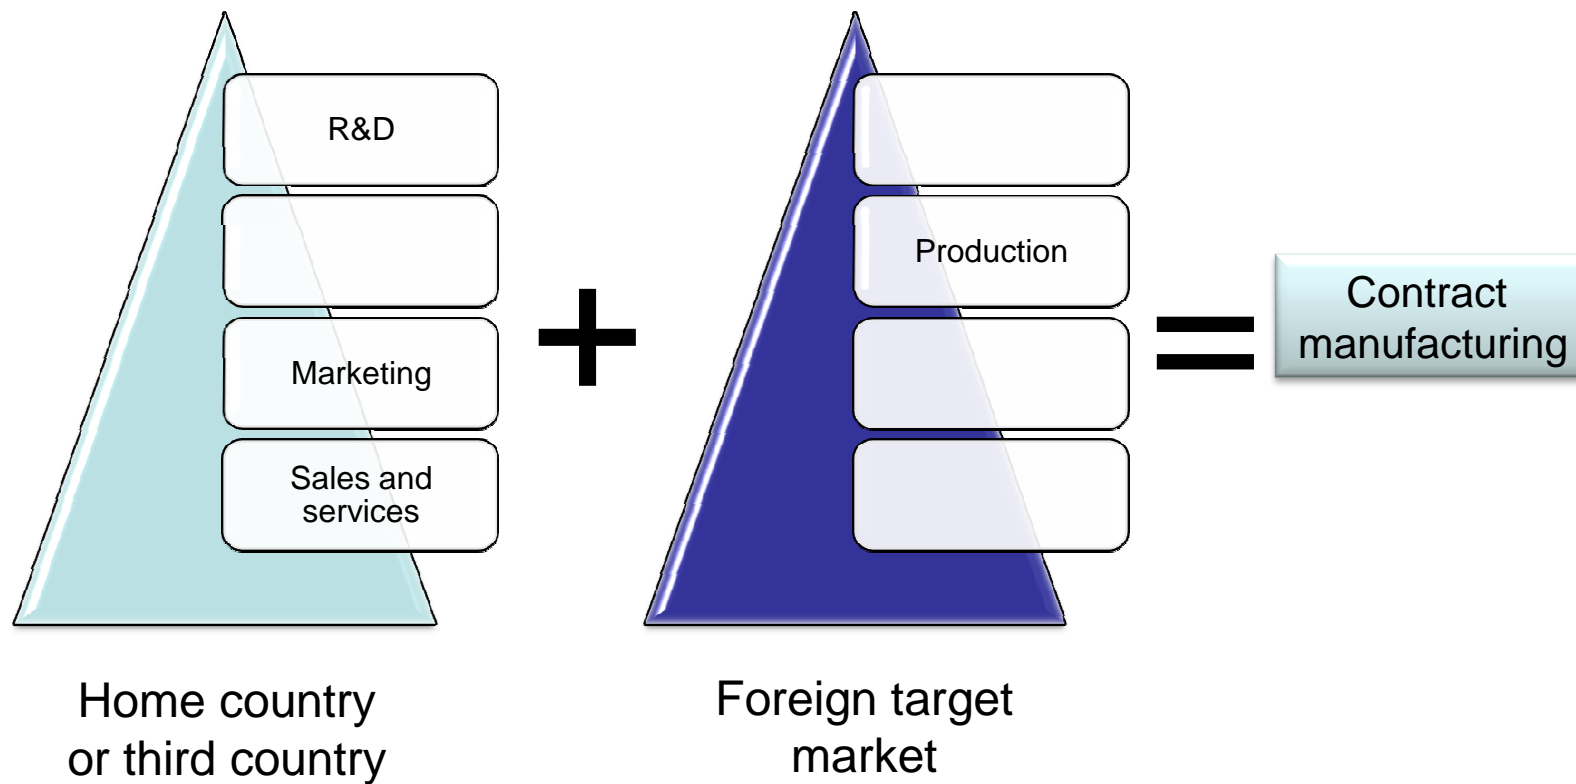 R&D
Marketing
Sales and
services
Home country
or third country
+
Production
Foreign target
market
=
Contract
manufacturing